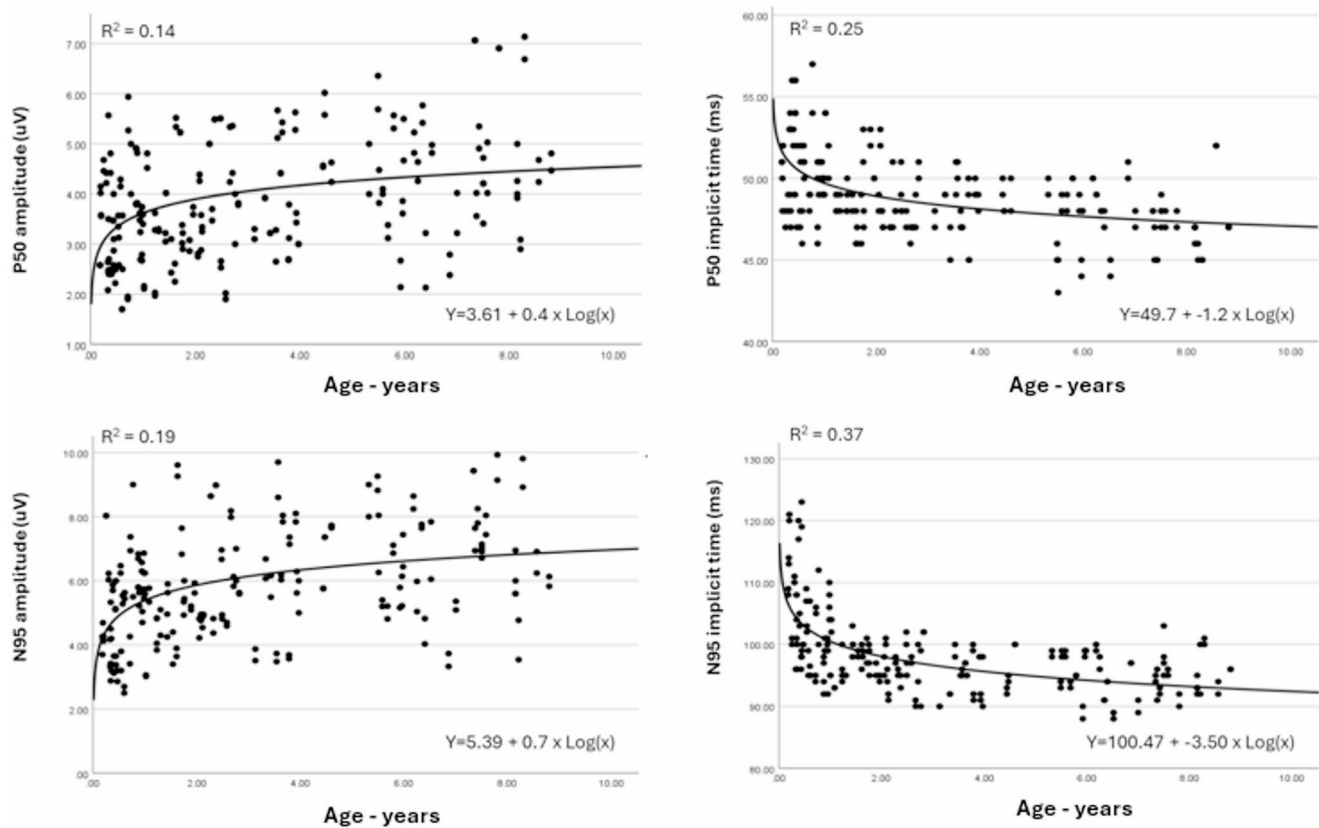 R² = 0.14
7.00
6.00
5.00
4.00
3.00
2.00
1.00
P50 amplitude (uV)
Y=3.61 + 0.4 x Log(x)
.00 2.00 4.00 6.00 8.00 10.00
Age - years
R² = 0.25
60.00
55.00
50.00
45.00
40.00
P50 implicit time (ms)
Y=49.7 + -1.2 x Log(x)
.00 2.00 4.00 6.00 8.00 10.00
Age - years
R² = 0.19
10.00
8.00
6.00
4.00
2.00
.00
N95 amplitude (uV)
Y=5.39 + 0.7 x Log(x)
.00 2.00 4.00 6.00 8.00 10.00
Age - years
R² = 0.37
130.00
120.00
110.00
100.00
90.00
80.00
N95 implicit time (ms)
Y=100.47 + -3.50 x Log(x)
.00 2.00 4.00 6.00 8.00 10.00
Age - years